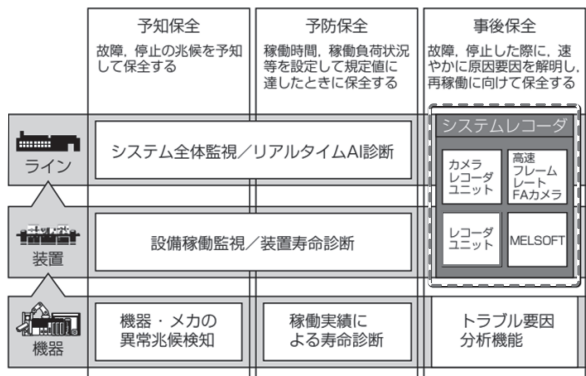 予知保全
故障，停止の兆候を予知
して保全する
予防保全
稼働時間，稼働負荷状況
等を設定して規定値に
達したときに保全する
事後保全
故障，停止した際に，速
やかに原因要因を解明し，
再稼働に向けて保全する
ライン
システム全体監視／リアルタイムAI診断
システムレコーダ
カメラ
レコーダ
ユニット
高速
フレーム
レート
FAカメラ
レコーダ
ユニット
MELSOFT
装置
設備稼働監視／装置寿命診断
機器
機器・メカの
異常兆候検知
稼働実績に
よる寿命診断
トラブル要因
分析機能